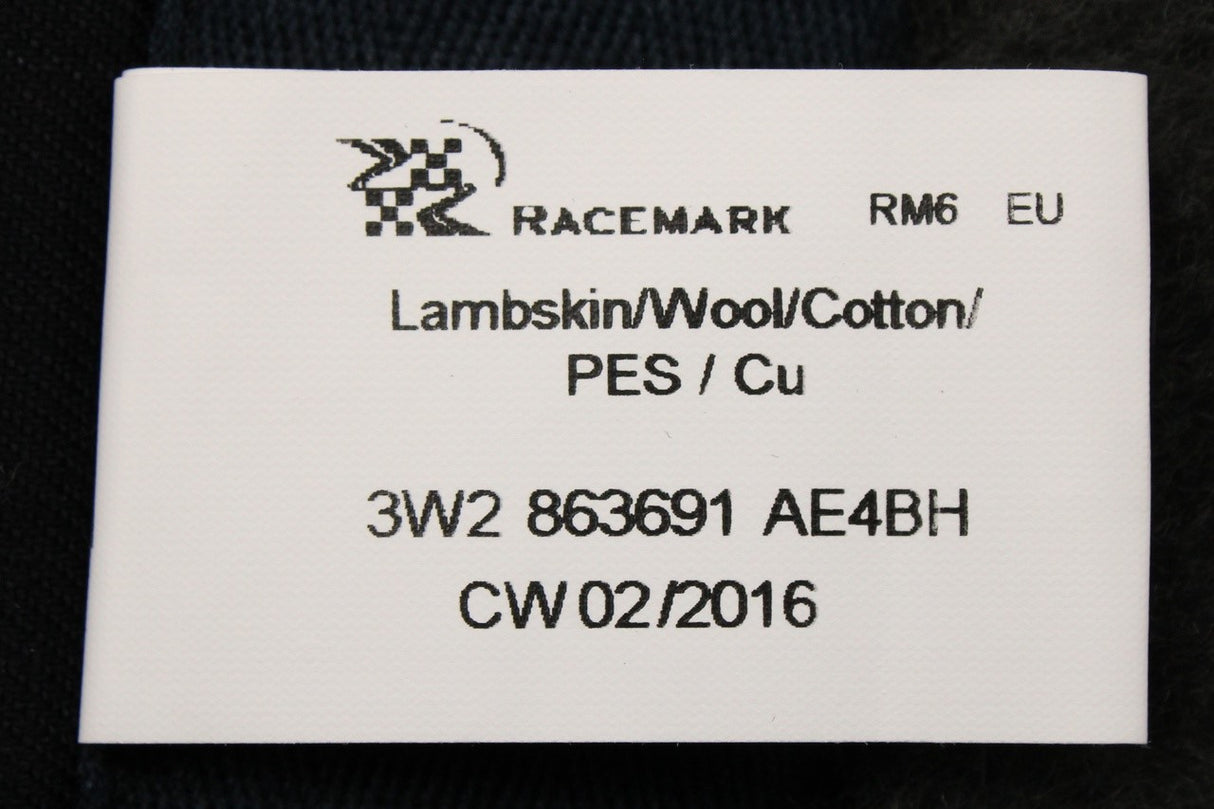 RACEMARK RM6 EU
Lambskin/Wool/Cotton/
PES / Cu
3W2 863691 AE4BH
CW 02/2016